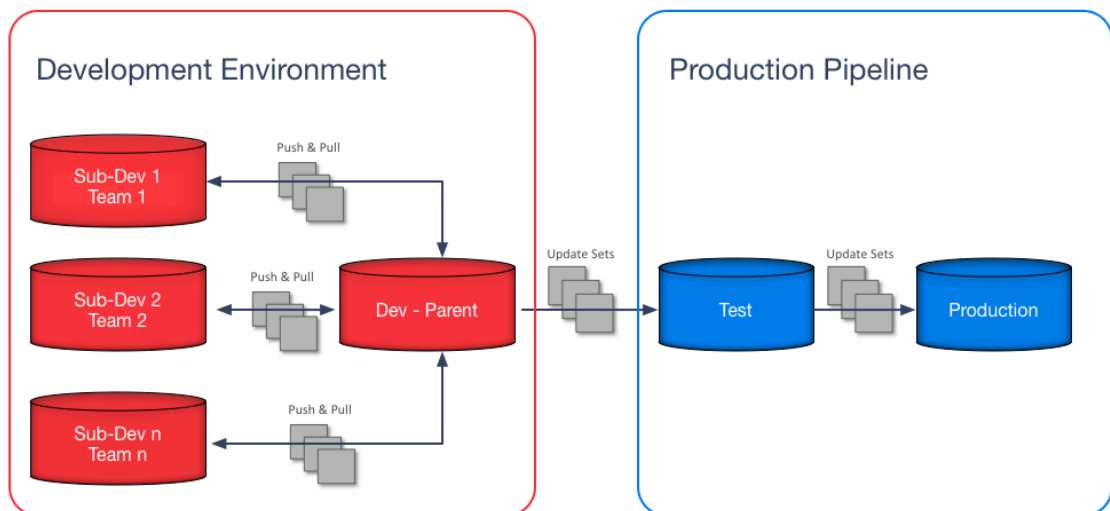 Development Environment
Production Pipeline
Push & Pull
Sub-Dev 1
Team 1
Push & Pull
Sub-Dev 2
Team 2
Dev - Parent
Update Sets
Test
Update Sets
Production
Push & Pull
Sub-Dev n
Team n